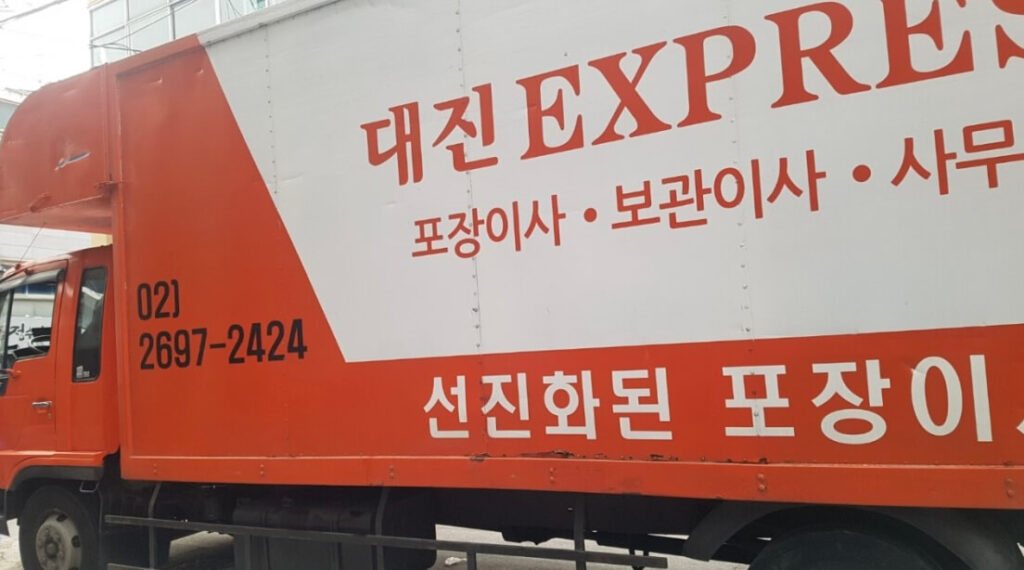 대진 EXPRES
포장이사 • 보관이사 • 사무
02)
2697-2424
선진화된 포장이